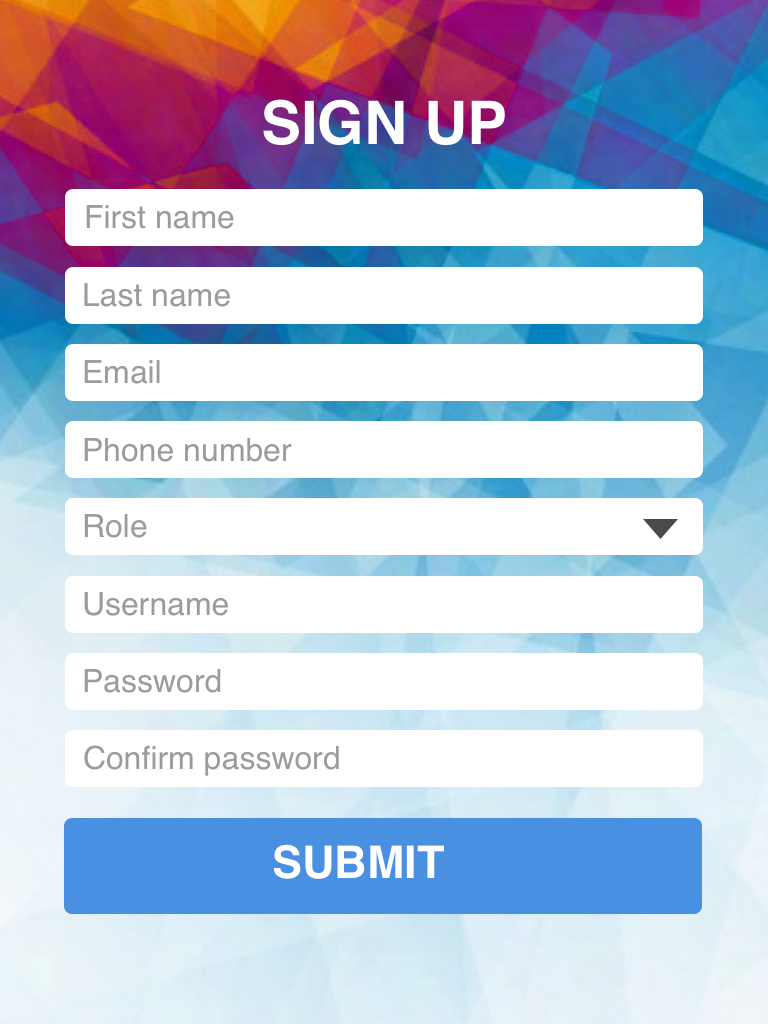 SIGN UP
First name
Last name
Email
Phone number
Role
Username
Password
Confirm password
SUBMIT